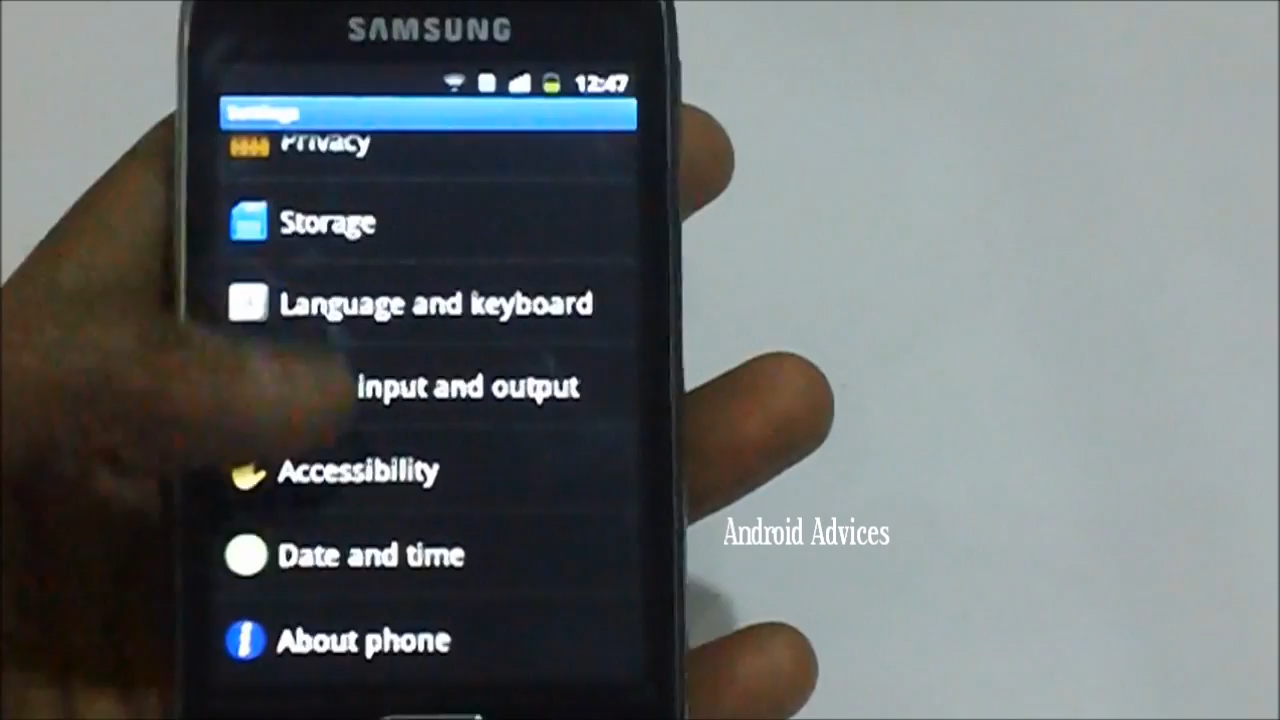 SAMSUNG
12:47
Settings
Privacy
Storage
Language and keyboard
input and output
Accessibility
Date and time
About phone
Android Advices